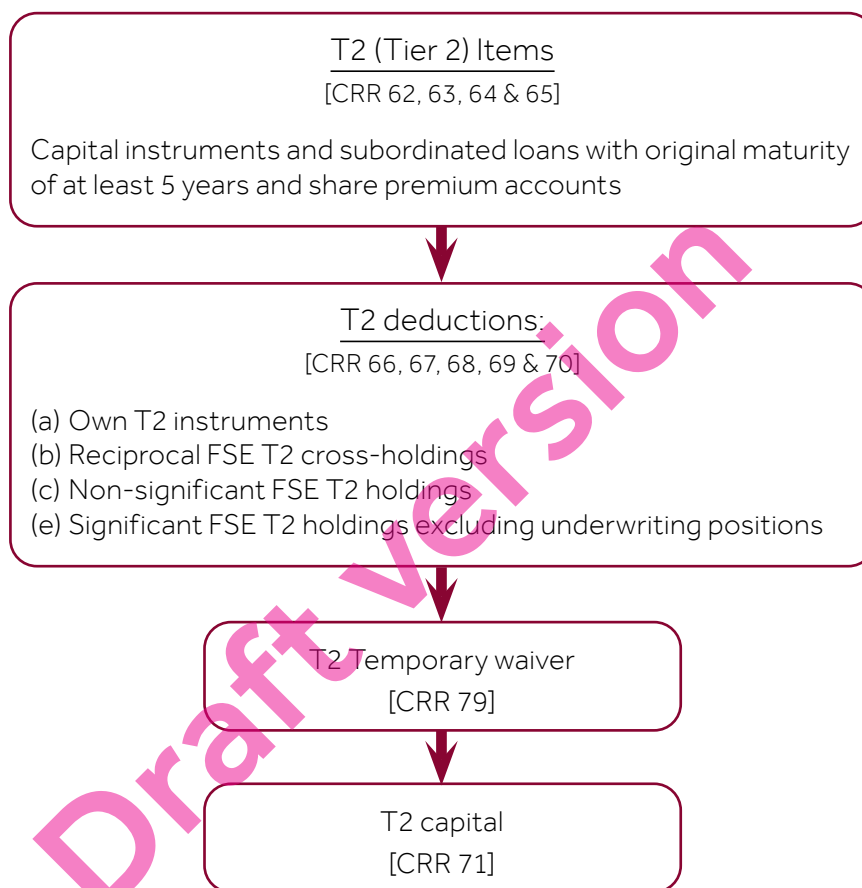 T2 (Tier 2) Items
[CRR 62, 63, 64 & 65]
Capital instruments and subordinated loans with original maturity
of at least 5 years and share premium accounts
T2 deductions:
[CRR 66, 67, 68, 69 & 70]
(a) Own T2 instruments
(b) Reciprocal FSE T2 cross-holdings
(c) Non-significant FSE T2 holdings
(e) Significant FSE T2 holdings excluding underwriting positions
T2 Temporary waiver
[CRR 79]
T2 capital
[CRR 71]
Draft version